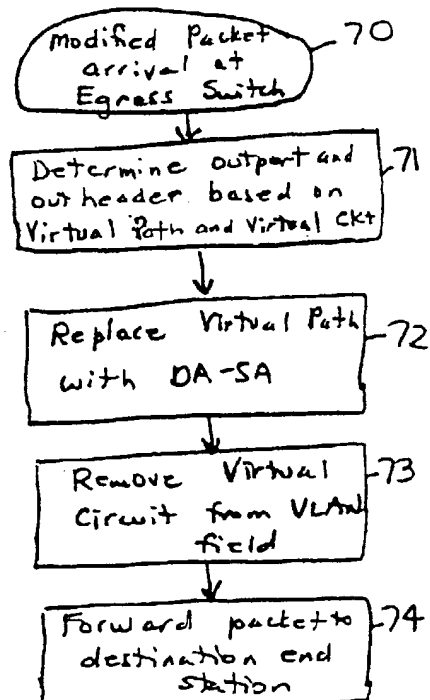 Modified Packet
arrival at
Egress Switch
70
Determine outport and
outheader based on
Virtual Path and Virtual Ckt
71
Replace Virtual Path
with DA-SA
72
Remove Virtual
Circuit from VLAN
field
73
Forward packet to
destination end
station
74